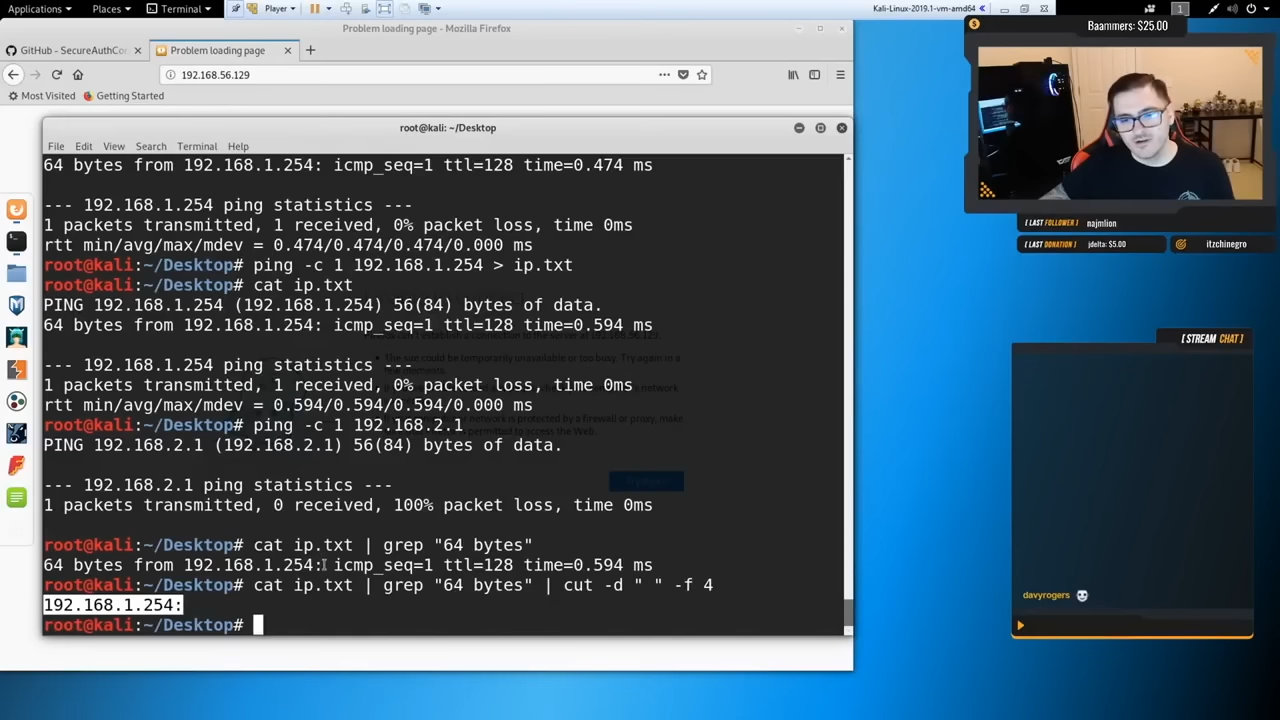 Applications Places Terminal Player Kali-Linux-2019.1-vm-amd64 1
Problem loading page - Mozilla Firefox
GitHub - SecureAuthCo Problem loading page
192.168.56.129
Most Visited Getting Started
root@kali: ~/Desktop
File Edit View Search Terminal Help
64 bytes from 192.168.1.254: icmp_seq=1 ttl=128 time=0.474 ms
--- 192.168.1.254 ping statistics ---
1 packets transmitted, 1 received, 0% packet loss, time 0ms
rtt min/avg/max/mdev = 0.474/0.474/0.474/0.000 ms
root@kali:~/Desktop# ping -c 1 192.168.1.254 > ip.txt
root@kali:~/Desktop# cat ip.txt
PING 192.168.1.254 (192.168.1.254) 56(84) bytes of data.
64 bytes from 192.168.1.254: icmp_seq=1 ttl=128 time=0.594 ms
--- 192.168.1.254 ping statistics ---
1 packets transmitted, 1 received, 0% packet loss, time 0ms
rtt min/avg/max/mdev = 0.594/0.594/0.594/0.000 ms
root@kali:~/Desktop# ping -c 1 192.168.2.1
PING 192.168.2.1 (192.168.2.1) 56(84) bytes of data.
--- 192.168.2.1 ping statistics ---
1 packets transmitted, 0 received, 100% packet loss, time 0ms
root@kali:~/Desktop# cat ip.txt | grep "64 bytes"
64 bytes from 192.168.1.254: icmp_seq=1 ttl=128 time=0.594 ms
root@kali:~/Desktop# cat ip.txt | grep "64 bytes" | cut -d " " -f 4
192.168.1.254:
root@kali:~/Desktop#
Baammers: $25.00
[ LAST FOLLOWER ] najmlion
[ LAST DONATION ] jdelta: $5.00 itzchinegro
[ STREAM CHAT ]
davyrogers